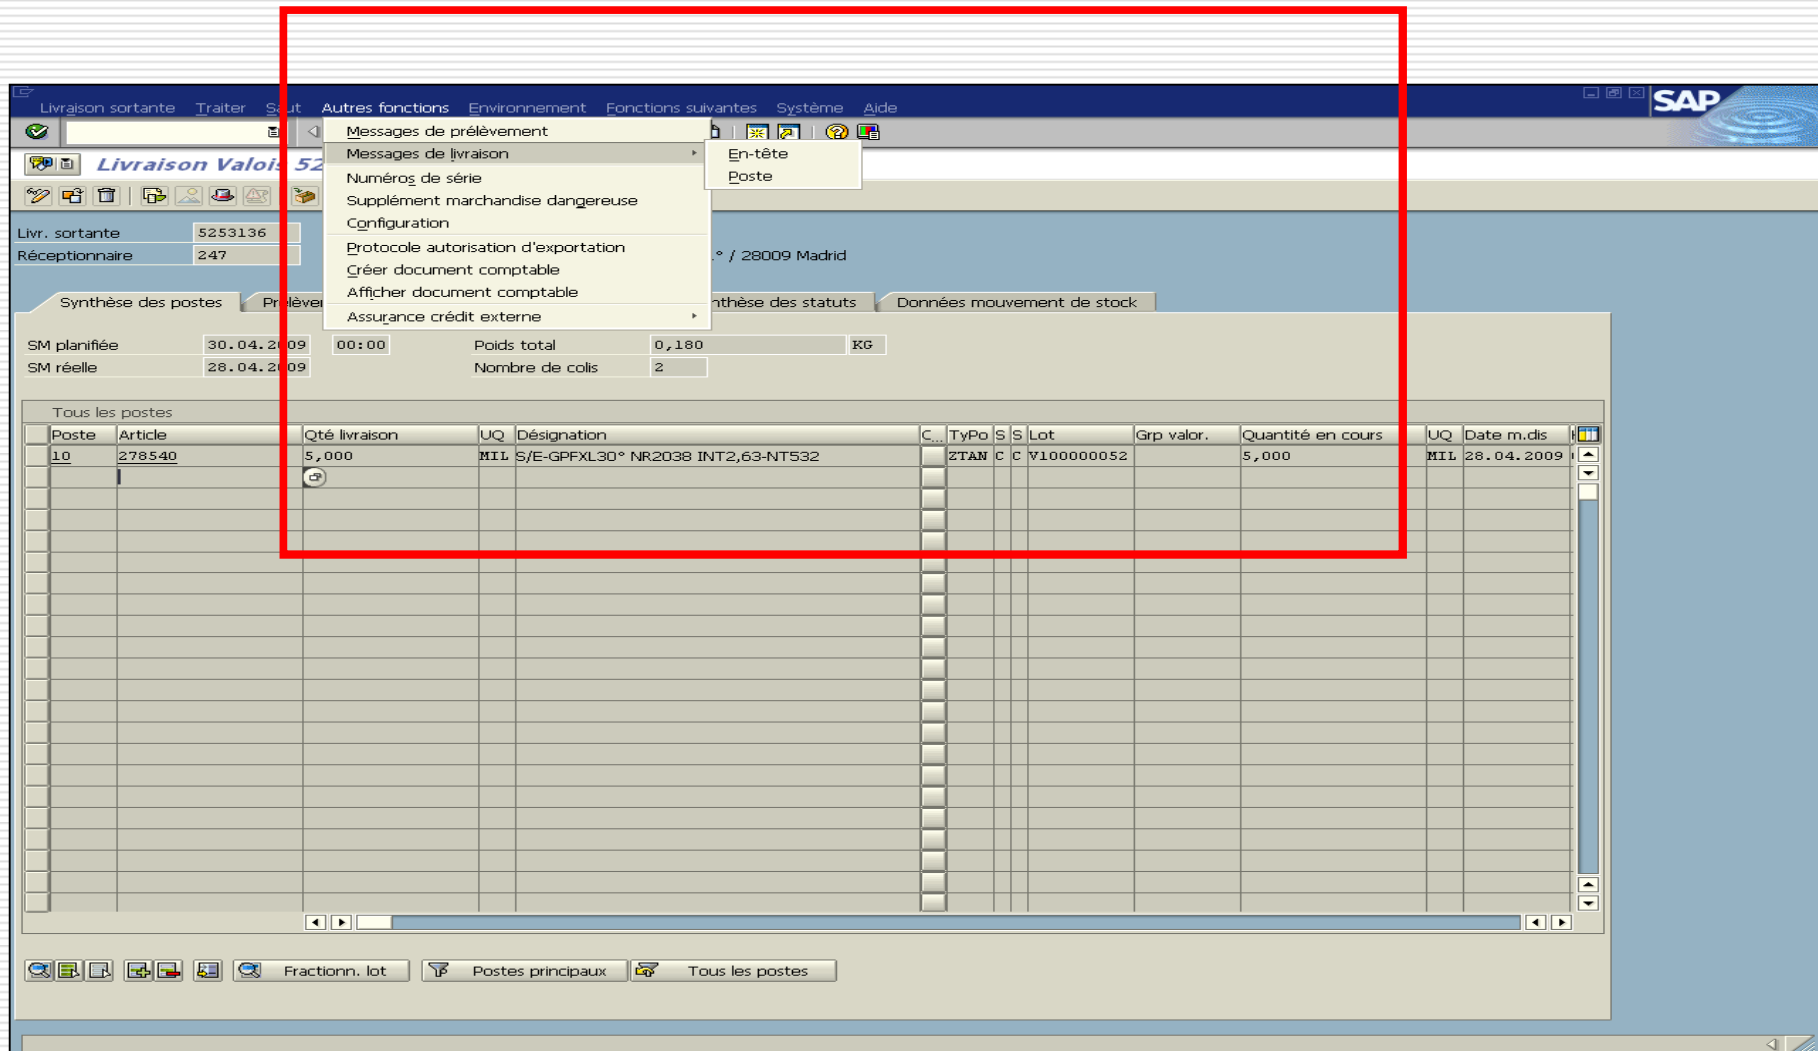 Livraison sortante Traiter Saut Autres fonctions Environnement Fonctions suivantes Système Aide
SAP
Messages de prélèvement
Messages de livraison
En-tête
Poste
Numéros de série
Supplément marchandise dangereuse
Configuration
Protocole autorisation d'exportation
Créer document comptable
Afficher document comptable
Assurance crédit externe
Livraison Valois 52
Livr. sortante 5253136
Réceptionnaire 247 / 28009 Madrid
Synthèse des postes nthèse des statuts Données mouvement de stock
SM planifiée 30.04.2009 00:00 Poids total 0,180 KG
SM réelle 28.04.2009 Nombre de colis 2
Tous les postes
Poste Article Qté livraison UQ Désignation C... TyPo S S Lot Grp valor. Quantité en cours UQ Date m.dis
10 278540 5,000 MIL S/E-GPFXL30° NR2038 INT2,63-NT532 ZTAN C C V100000052 5,000 MIL 28.04.2009
Fractionn. lot Postes principaux Tous les postes